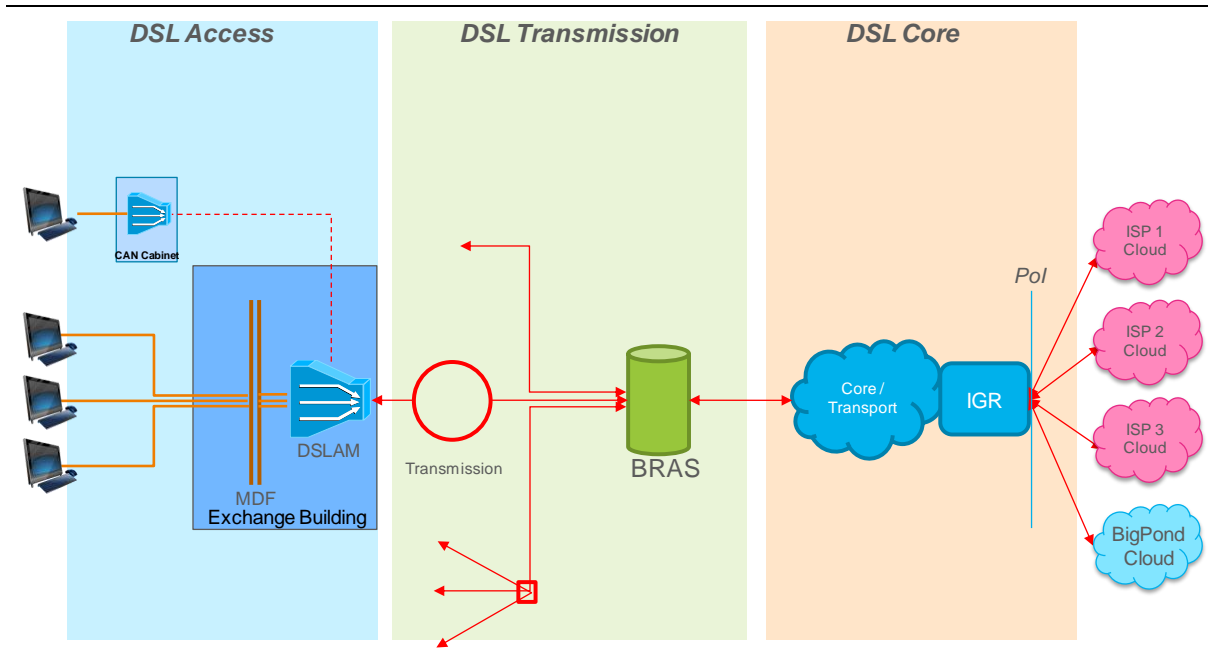 DSL Access
DSL Transmission
DSL Core
CAN Cabinet
ISP 1
Cloud
PoI
ISP 2
Cloud
Core /
Transport
IGR
ISP 3
Cloud
DSLAM
Transmission
BRAS
MDF
Exchange Building
BigPond
Cloud